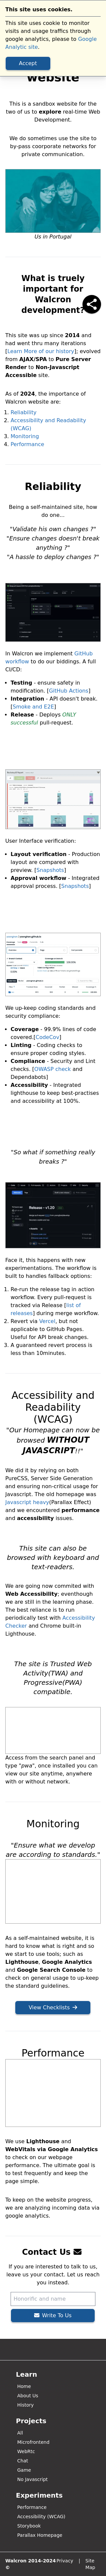 This site uses cookies.
This site uses cookie to monitor
visits and usage traffics through
google analytics, please to Google
Analytic site.
Accept
website
This is a sandbox website for the
two of us to explore real-time Web
Development.
We do sometimes use the site to
populate cross-bore networks for
private communication.
Us in Portugal
What is truely
important for
Walcron
development?
This site was up since 2014 and
went thru many iterations
[Learn More of our history]; evolved
from AJAX/SPA to Pure Server
Render to Non-Javascript
Accessible site.
As of 2024, the importance of
Walcron website are:
1. Reliability
2. Accessibility and Readability
(WCAG)
3. Monitoring
4. Performance
Reliability
Being a self-maintained site, how
do one...
"Validate his own changes ?"
"Ensure changes doesn't break
anything ?"
"A hassle to deploy changes ?"
In Walcron we implement GitHub
workflow to do our biddings. A full
CI/CD:
Testing - ensure safety in
modification. [GitHub Actions]
Integration - API doesn't break.
[Smoke and E2E]
Release - Deploys ONLY
successful pull-request.
User Interface verification:
Layout verification - Production
layout are compared with
preview. [Snapshots]
Approval workflow - Integrated
approval process. [Snapshots]
We up-keep coding standards and
security compliance:
Coverage - 99.9% lines of code
covered.[CodeCov]
Linting - Coding checks to
ensure proper coding styles.
Compliance - Security and Lint
checks. [OWASP check and
Dependabots]
Accessibility - Integrated
lighthouse to keep best-practises
and accessibility at 100%.
"So what if something really
breaks ?"
Face it, this happens with new
experimentations. The workflow is
built to handles fallback actions:
1. Re-run the release tag in action
workflow. Every pull-request is
tracked via Release [list of
releases] during merge workflow.
2. Revert via Vercel, but not
applicable to GitHub Pages.
Instantaneous revoke changes.
3. A guaranteed revert process is
less than 10minutes.
Accessibility and
Readability
(WCAG)
"Our Homepage can now be
browsed WITHOUT
JAVASCRIPT!!"
We did it by relying on both
PureCSS, Server Side Generation
and ensuring non-critical usage for
Javascript. The old homepage was
Javascript heavy(Parallax Effect)
and we encountered performance
and accessibility issues.
This site can also be
browsed with keyboard and
text-readers.
We are going now commited with
Web Accessibility, eventhough
we are still in the learning phase.
The best rebuttal is to run
periodically test with Accessibility
Checker and Chrome built-in
Lighthouse.
The site is Trusted Web
Activity(TWA) and
Progressive(PWA)
compatible.
Access from the search panel and
type "pwa", once installed you can
view our site anytime, anywhere
with or without network.
Monitoring
"Ensure what we develop
are according to standards."
As a self-maintained website, it is
hard to know what is right and so
we start to use tools; such as
Lighthouse, Google Analytics
and Google Search Console to
check on general usage to up-keep
the website standard guidelines.
View Checklists →
Performance
We use Lighthouse and
WebVitals via Google Analytics
to check on our webpage
performance. The ultimate goal is
to test frequently and keep the
page simple.
To keep on the website progress,
we are analyzing incoming data via
google analytics.
Contact Us
If you are interested to talk to us,
leave us your contact. Let us reach
you instead.
Honorific and name
Write To Us
Learn
Home
About Us
History
Projects
All
Microfrontend
WebRtc
Chat
Game
No Javascript
Experiments
Performance
Accessibility (WCAG)
Storybook
Parallax Homepage
Walcron 2014-2024 ©
Privacy | Site Map